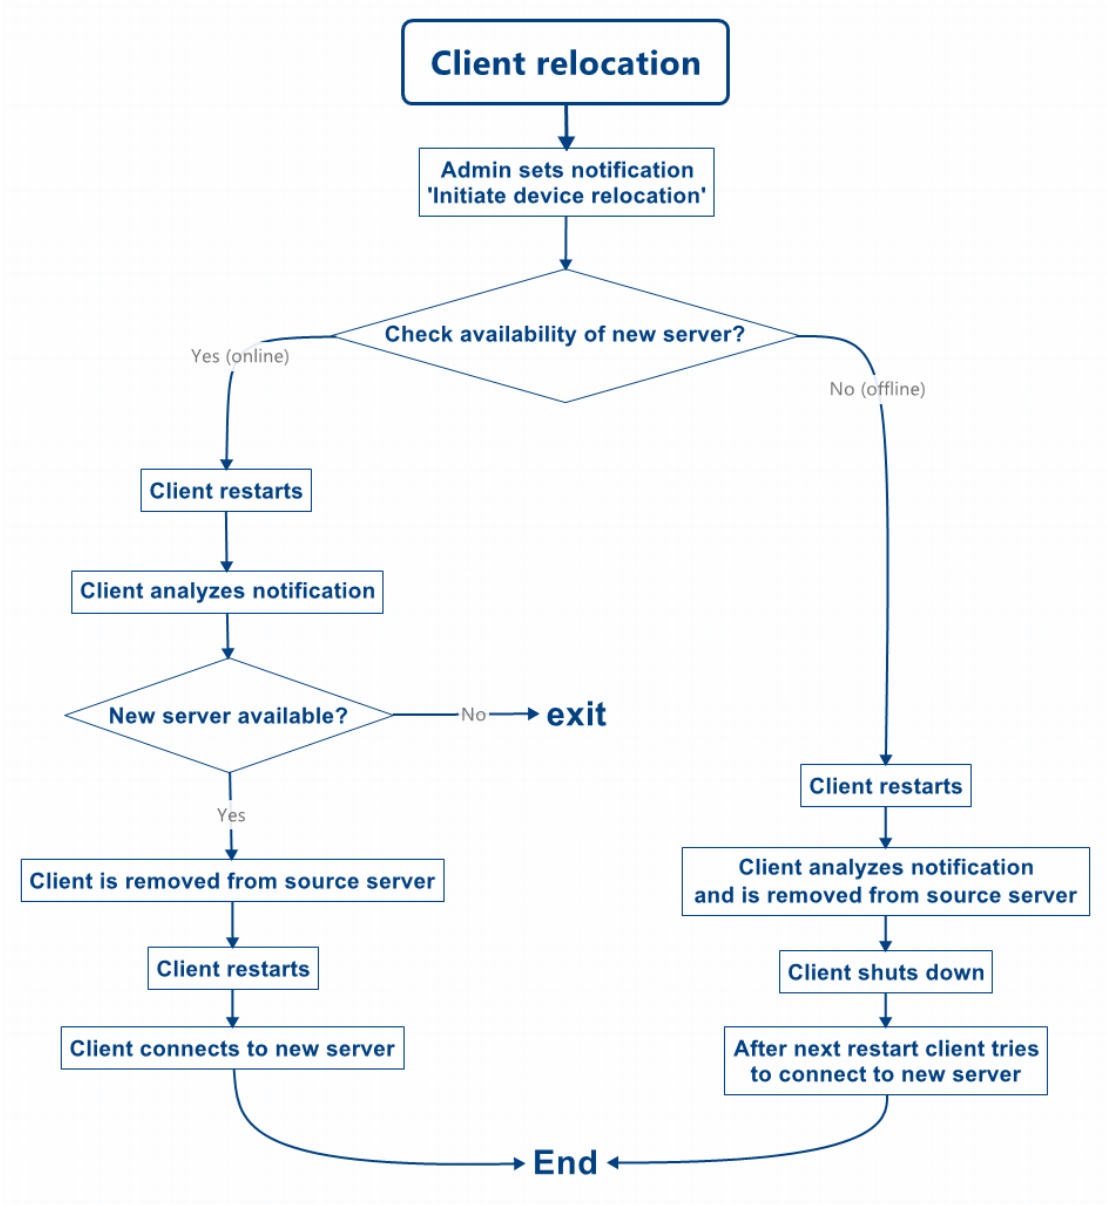 Client relocation
Admin sets notification
'Initiate device relocation'
Check availability of new server?
Yes (online)
No (offline)
Client restarts
Client analyzes notification
New server available?
No
exit
Yes
Client is removed from source server
Client restarts
Client connects to new server
Client restarts
Client analyzes notification
and is removed from source server
Client shuts down
After next restart client tries
to connect to new server
End